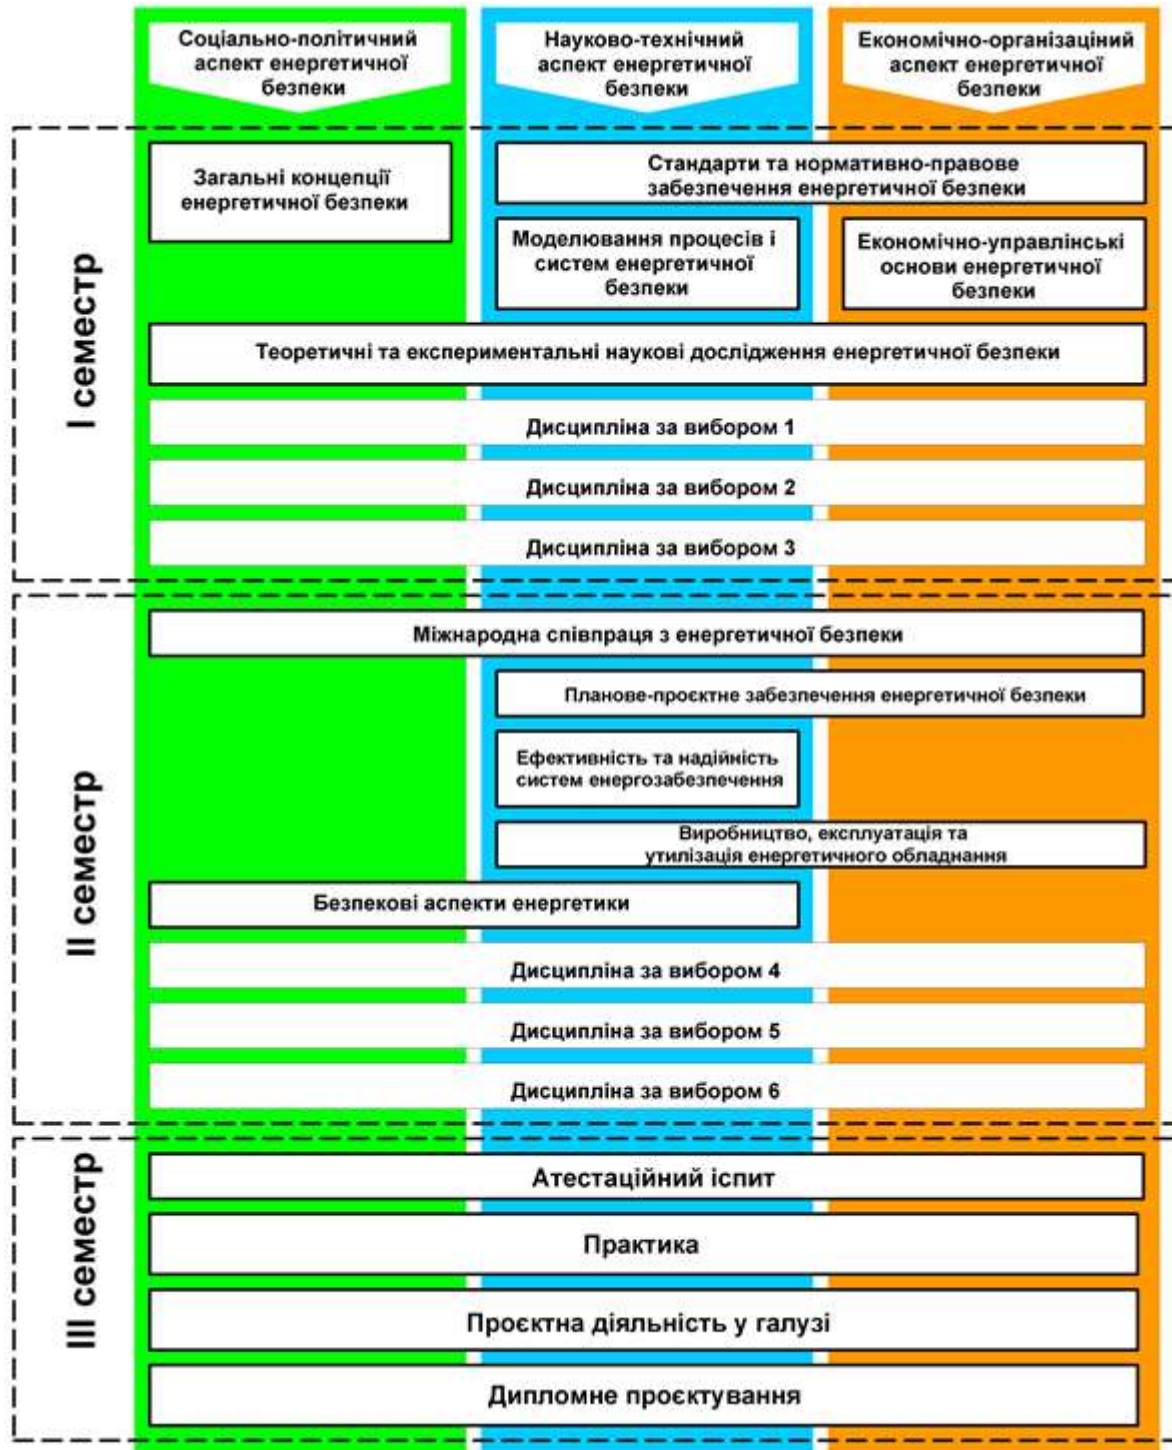 Соціально-політичний
аспект енергетичної
безпеки
Науково-технічний
аспект енергетичної
безпеки
Економічно-організаціний
аспект енергетичної
безпеки
I семестр
Загальні концепції
енергетичної безпеки
Стандарти та нормативно-правове
забезпечення енергетичної безпеки
Моделювання процесів і
систем енергетичної
безпеки
Економічно-управлінські
основи енергетичної
безпеки
Теоретичні та експериментальні наукові дослідження енергетичної безпеки
Дисципліна за вибором 1
Дисципліна за вибором 2
Дисципліна за вибором 3
II семестр
Міжнародна співпраця з енергетичної безпеки
Планове-проєктне забезпечення енергетичної безпеки
Ефективність та надійність
систем енергозабезпечення
Виробництво, експлуатація та
утилізація енергетичного обладнання
Безпекові аспекти енергетики
Дисципліна за вибором 4
Дисципліна за вибором 5
Дисципліна за вибором 6
III семестр
Атестаційний іспит
Практика
Проєктна діяльність у галузі
Дипломне проєктування